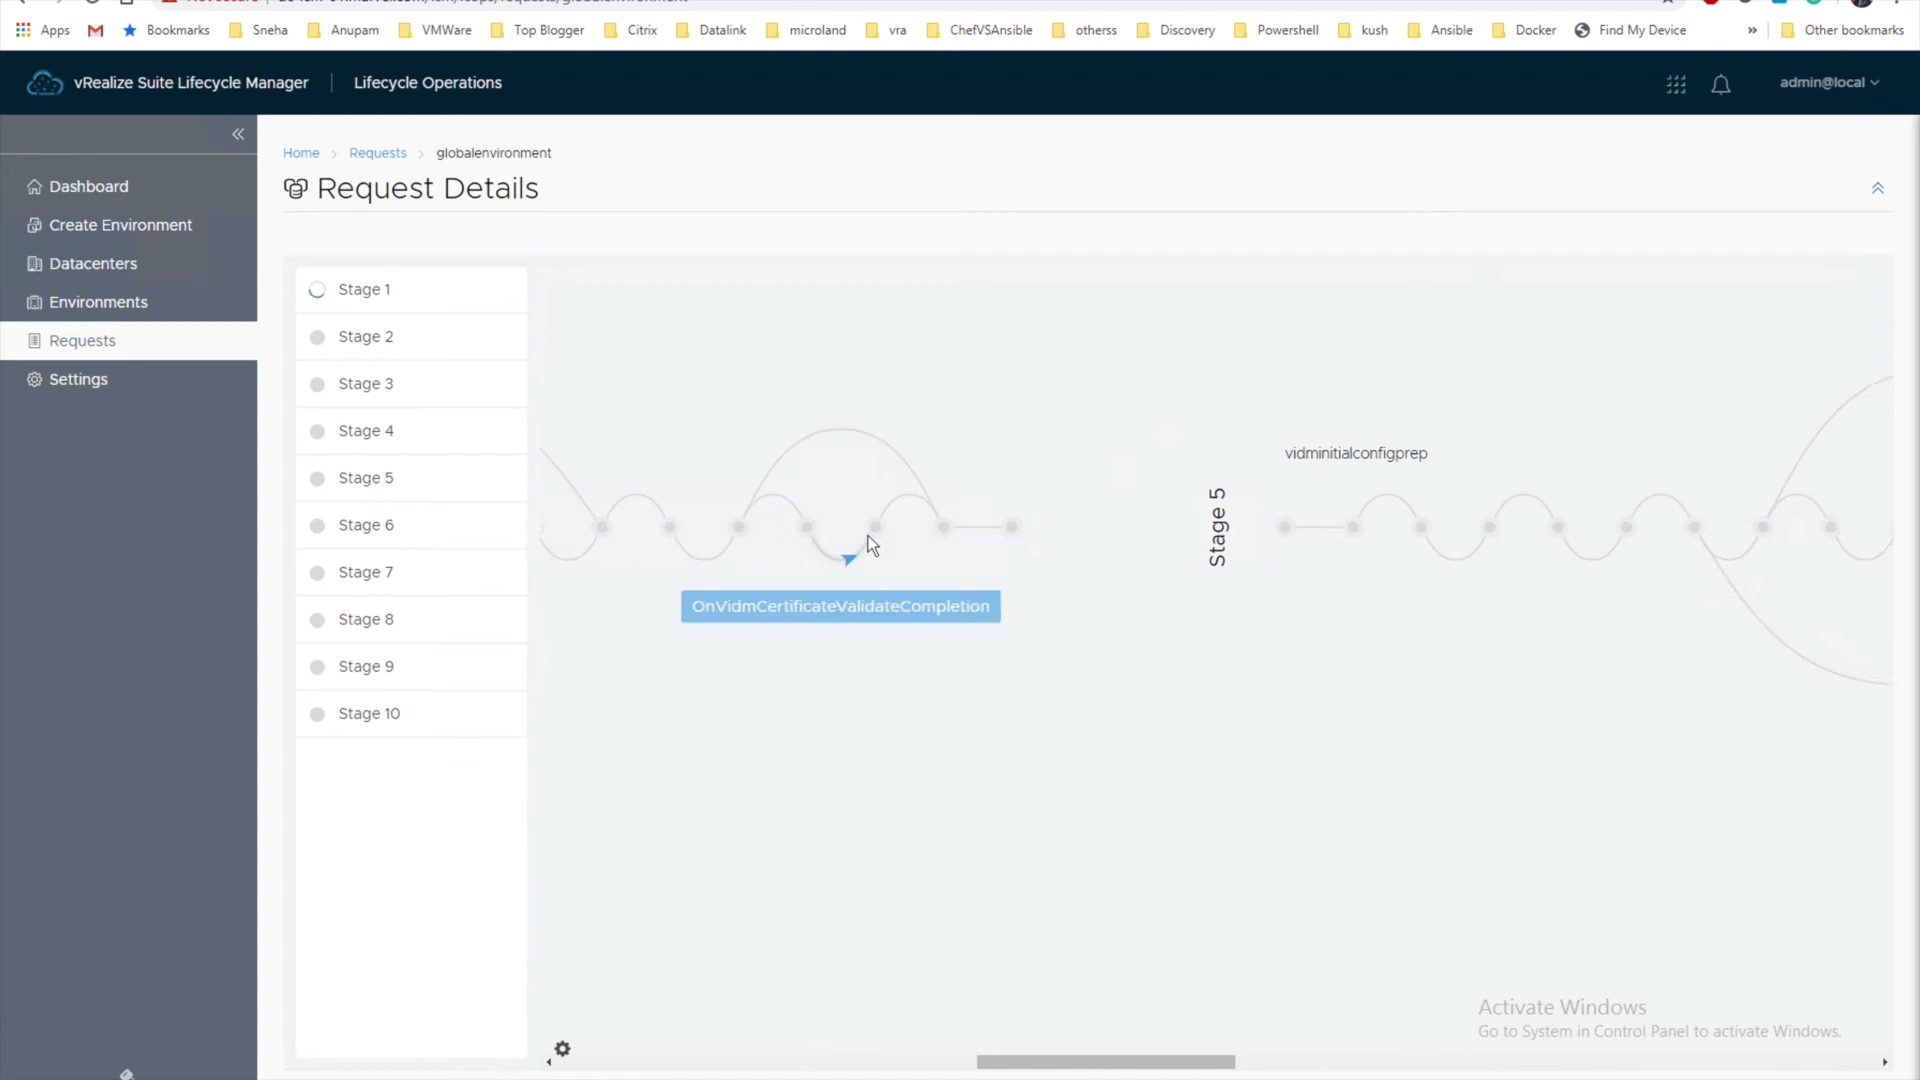 Apps
Bookmarks
Sneha
Anupam
VMWare
Top Blogger
Citrix
Datalink
microland
vra
ChefVSAnsible
otherss
Discovery
Powershell
kush
Ansible
Docker
Find My Device
»
Other bookmarks
vRealize Suite Lifecycle Manager
Lifecycle Operations
admin@local
Dashboard
Create Environment
Datacenters
Environments
Requests
Settings
Home > Requests > globalenvironment
Request Details
Stage 1
Stage 2
Stage 3
Stage 4
Stage 5
Stage 6
Stage 7
Stage 8
Stage 9
Stage 10
OnVidmCertificateValidateCompletion
Stage 5
vidminitialconfigprep
Activate Windows
Go to System in Control Panel to activate Windows.